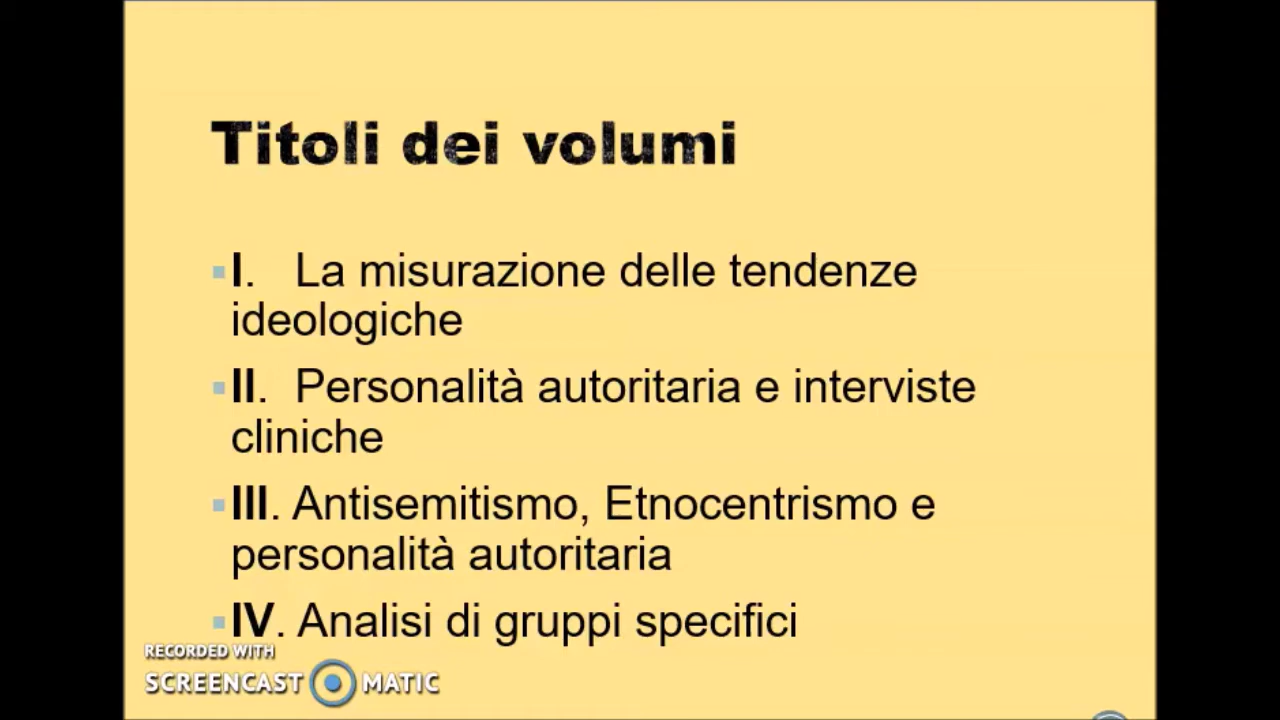 Titoli dei volumi
I. La misurazione delle tendenze
ideologiche
II. Personalità autoritaria e interviste
cliniche
III. Antisemitismo, Etnocentrismo e
personalità autoritaria
IV. Analisi di gruppi specifici
RECORDED WITH
SCREENCAST MATIC